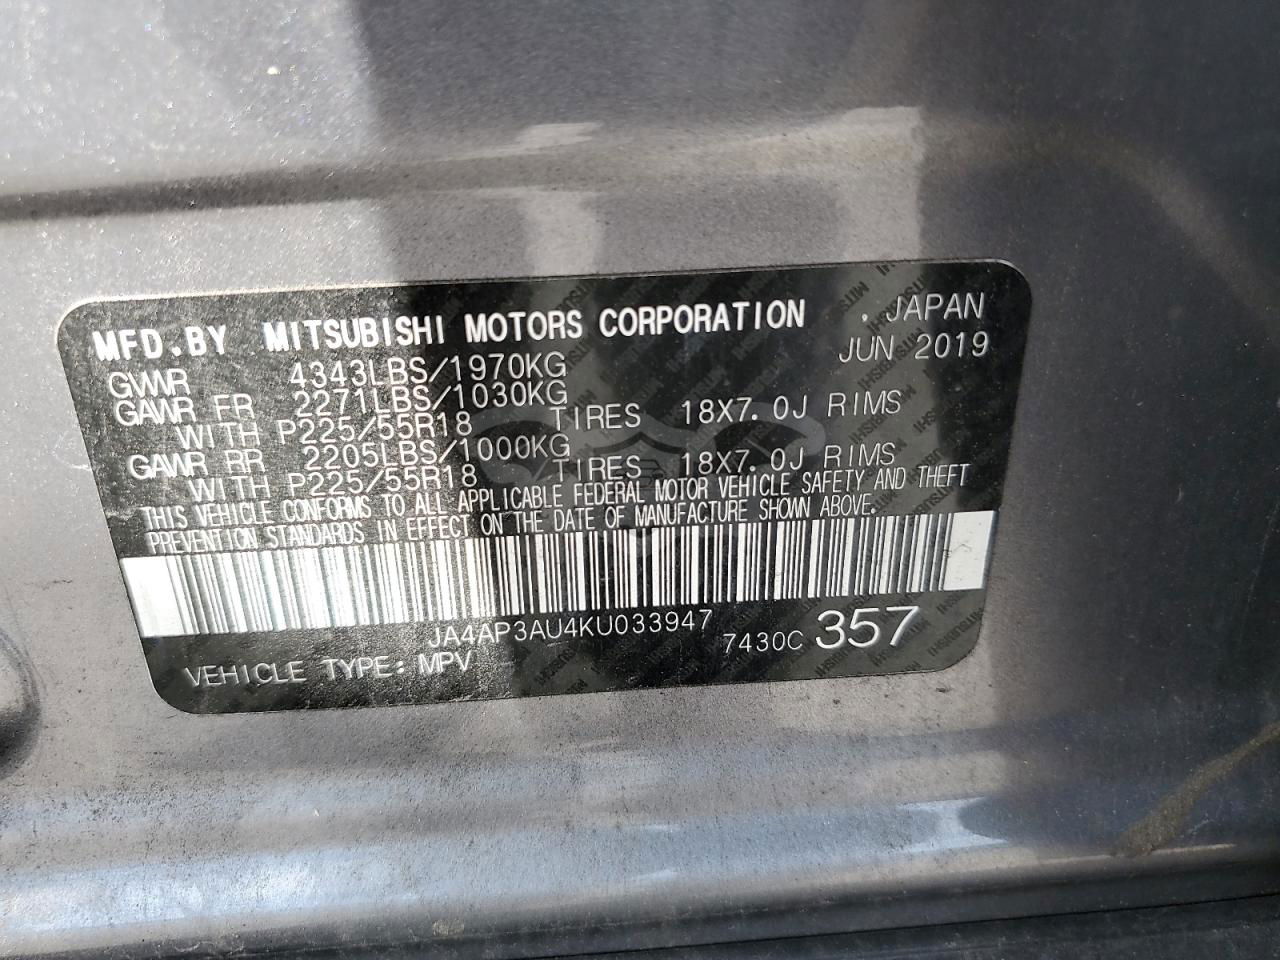 MFD.BY MITSUBISHI MOTORS CORPORATION . JAPAN
GVWR 4343LBS/1970KG JUN 2019
GAWR FR 2271LBS/1030KG
WITH P225/55R18 TIRES 18X7.0J RIMS
GAWR RR 2205LBS/1000KG
WITH P225/55R18 TIRES 18X7.0J RIMS
THIS VEHICLE CONFORMS TO ALL APPLICABLE FEDERAL MOTOR VEHICLE SAFETY AND THEFT
PREVENTION STANDARDS IN EFFECT ON THE DATE OF MANUFACTURE SHOWN ABOVE.
JA4AP3AU4KU033947
VEHICLE TYPE: MPV 7430C 357